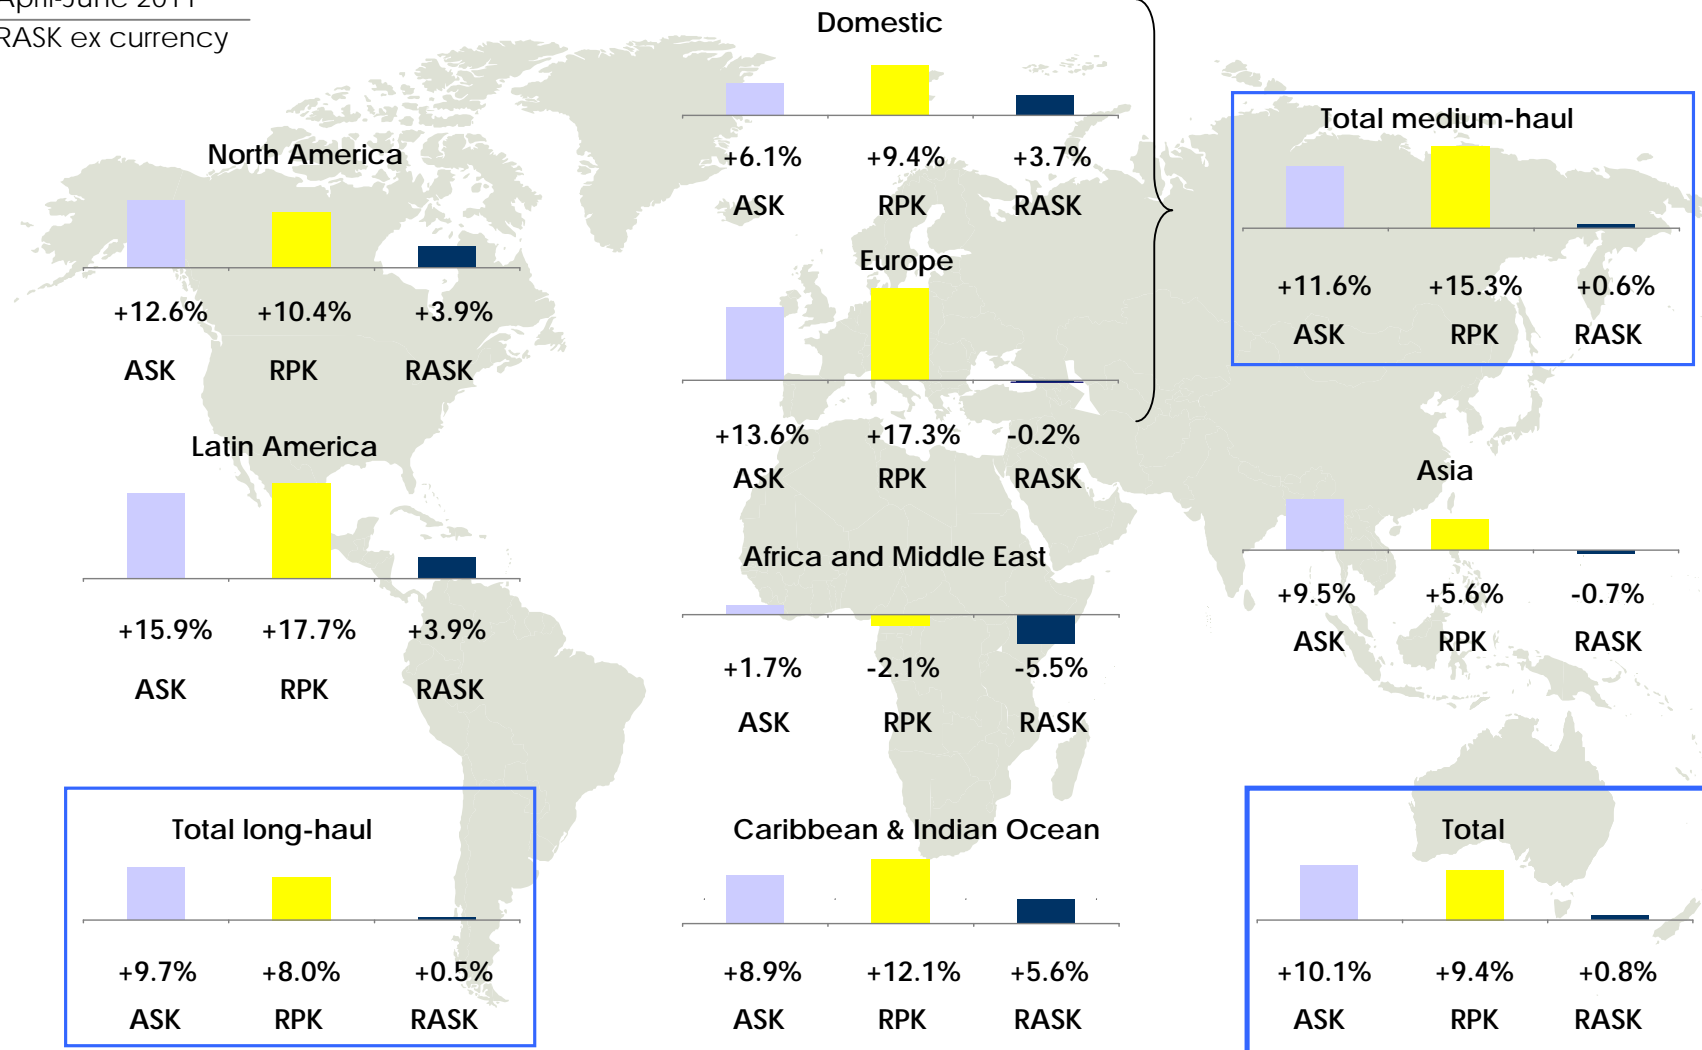 April-June 2011
RASK ex currency
Domestic
+6.1% +9.4% +3.7%
ASK RPK RASK
Total medium-haul
+11.6% +15.3% +0.6%
ASK RPK RASK
North America
+12.6% +10.4% +3.9%
ASK RPK RASK
Europe
+13.6% +17.3% -0.2%
ASK RPK RASK
Latin America
+15.9% +17.7% +3.9%
ASK RPK RASK
Asia
+9.5% +5.6% -0.7%
ASK RPK RASK
Africa and Middle East
+1.7% -2.1% -5.5%
ASK RPK RASK
Total long-haul
+9.7% +8.0% +0.5%
ASK RPK RASK
Caribbean & Indian Ocean
+8.9% +12.1% +5.6%
ASK RPK RASK
Total
+10.1% +9.4% +0.8%
ASK RPK RASK